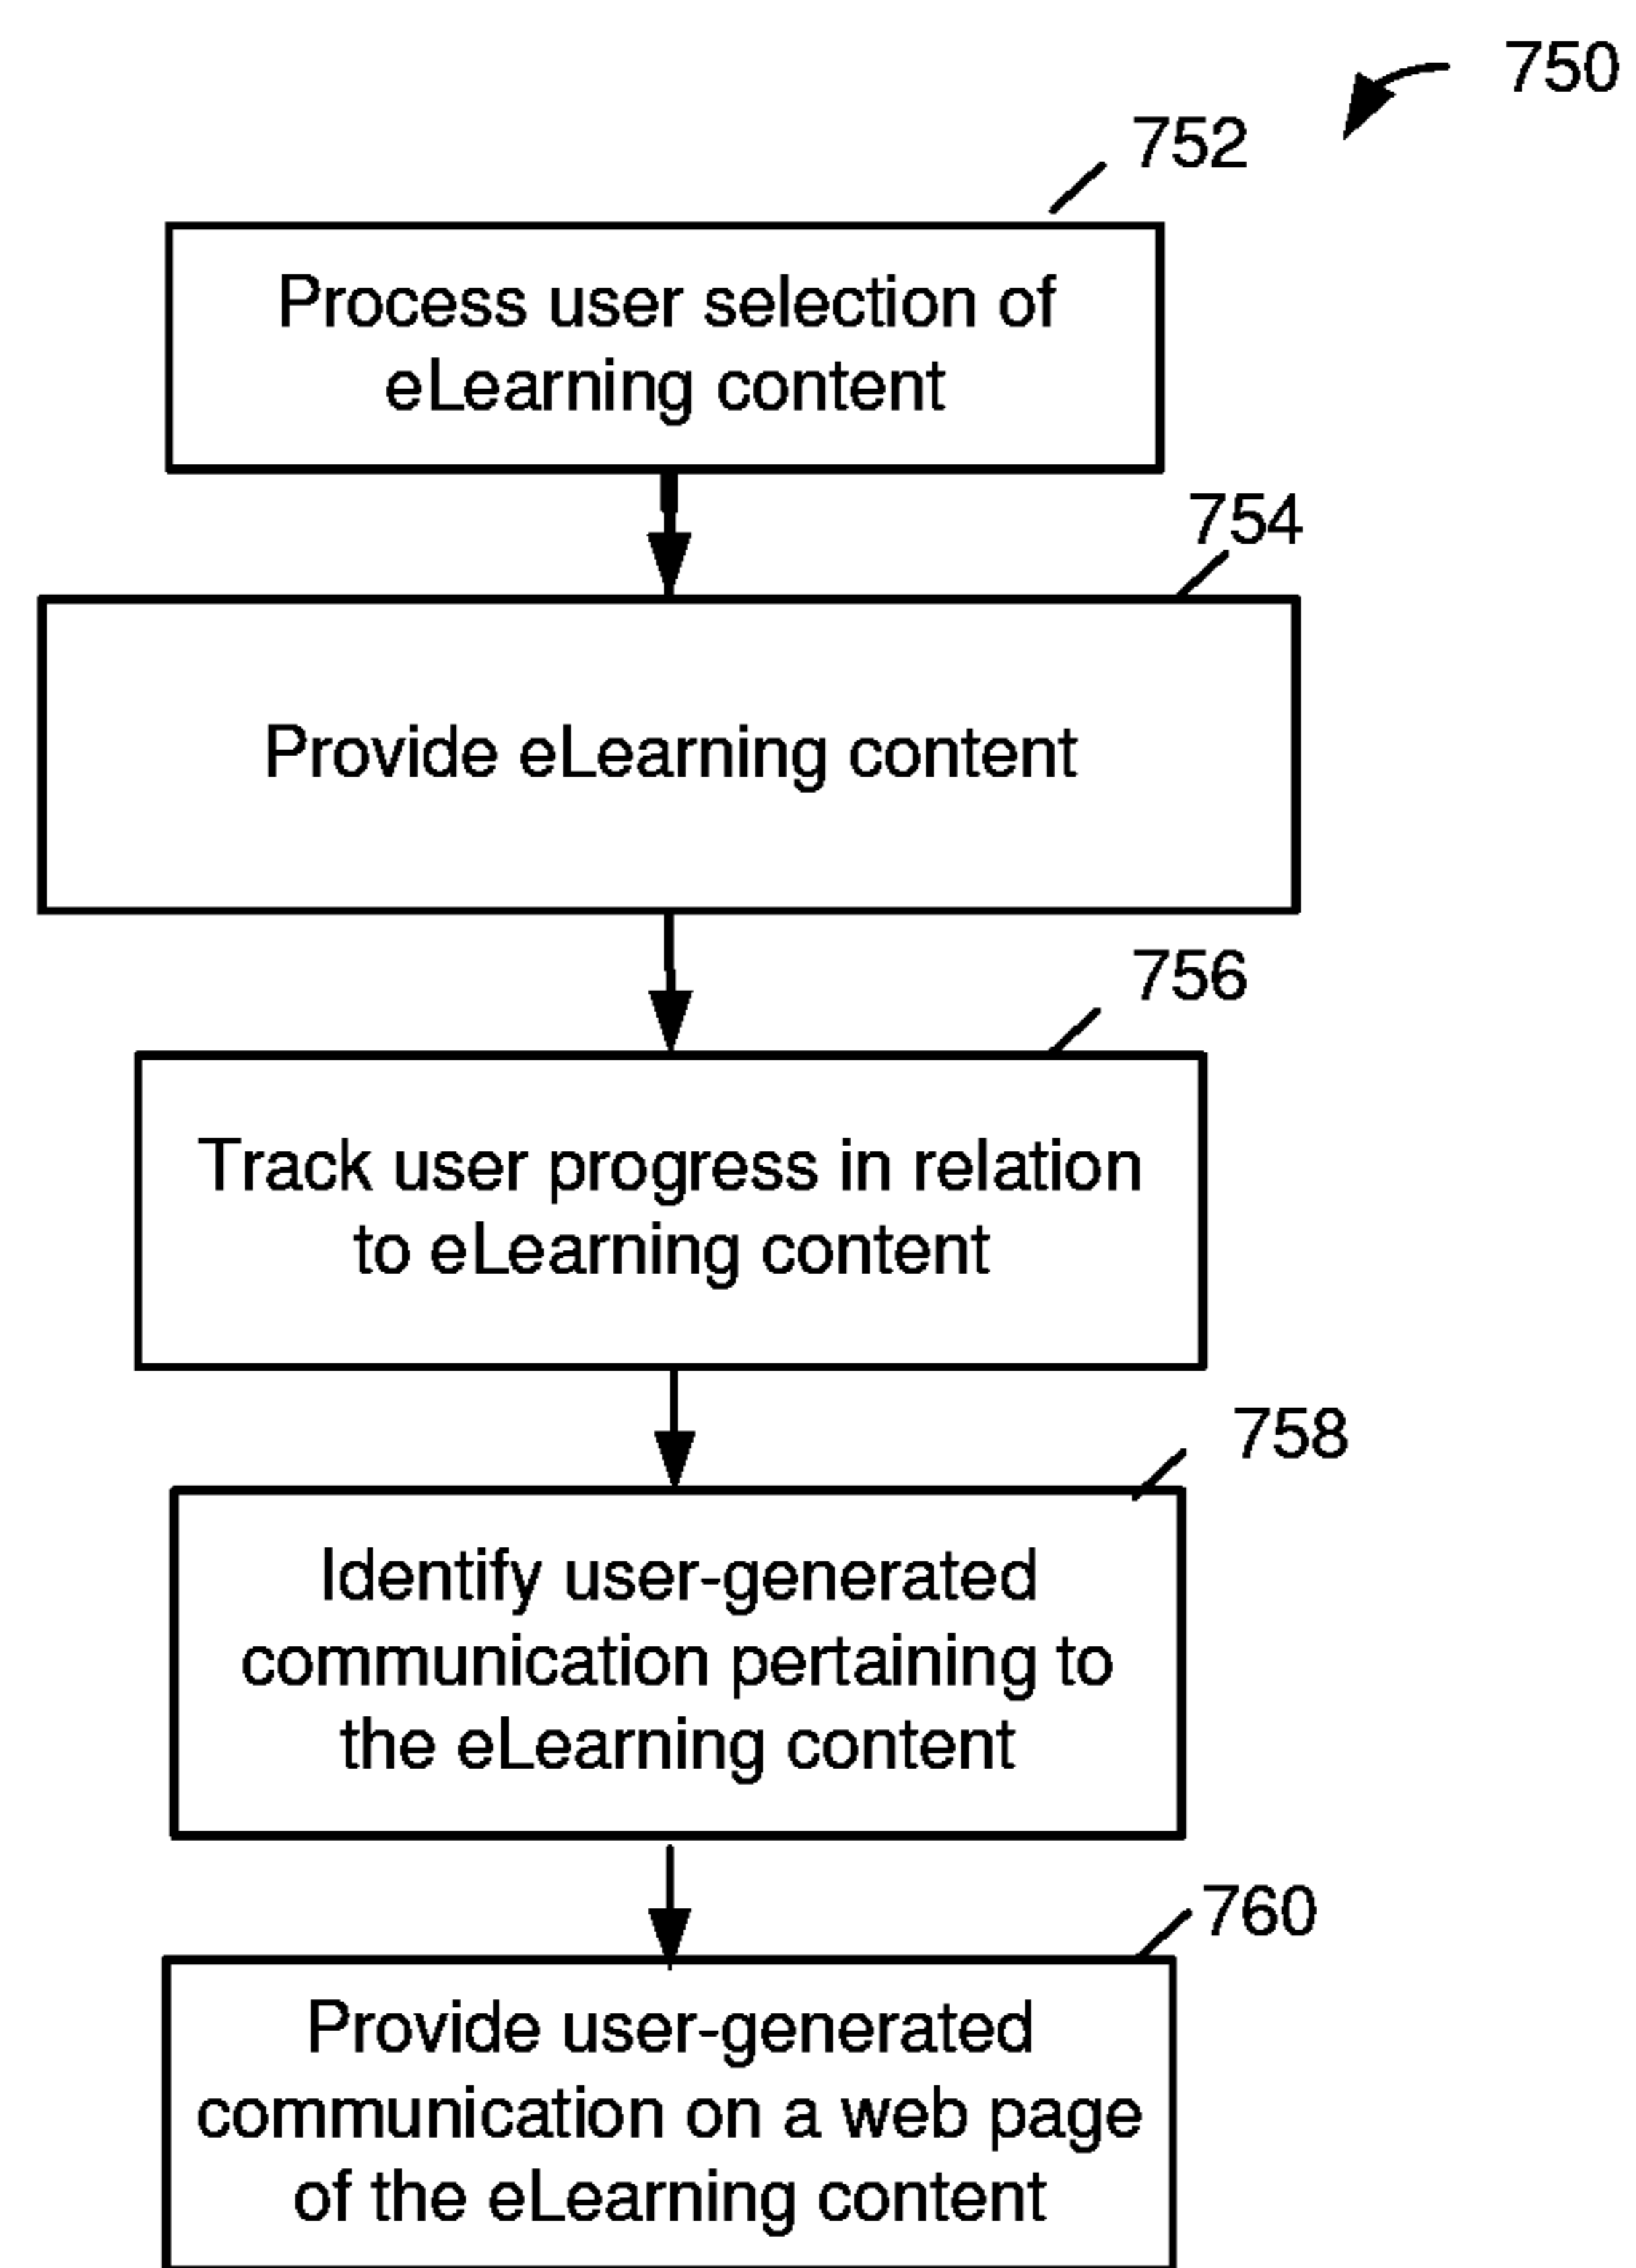 750
752
Process user selection of
eLearning content
754
Provide eLearning content
756
Track user progress in relation
to eLearning content
758
Identify user-generated
communication pertaining to
the eLearning content
760
Provide user-generated
communication on a web page
of the eLearning content